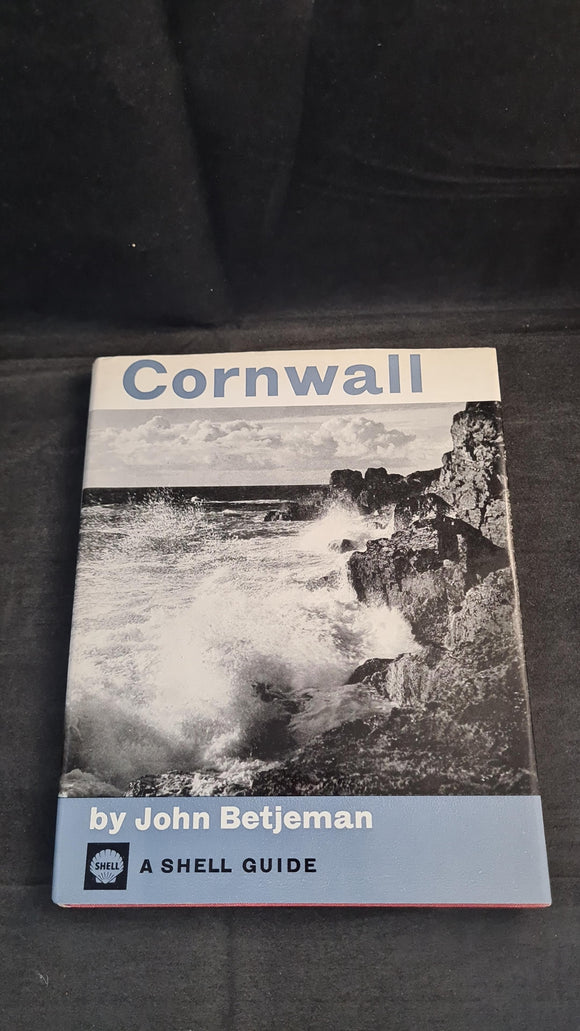 Cornwall
by John Betjeman
SHELL
A SHELL GUIDE